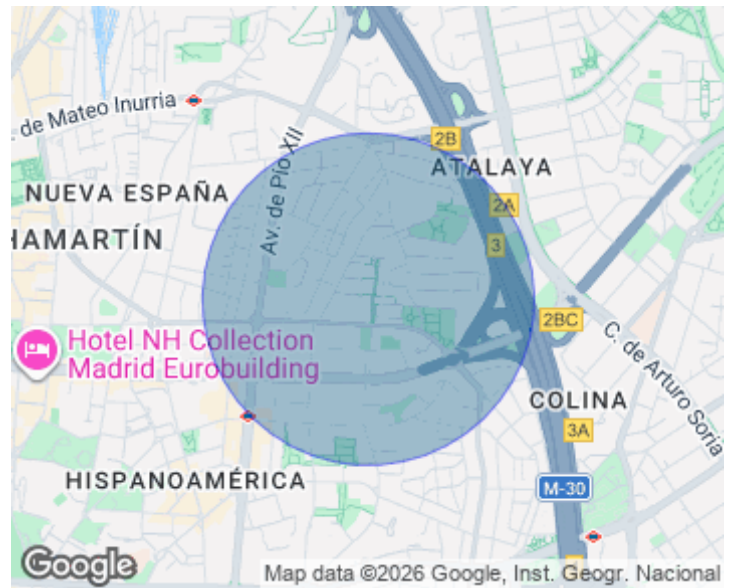 . de Mateo Inurria
2B
ATALAYA
NUEVA ESPAÑA
Av. de Pío XII
2A
HAMARTÍN
3
2BC
Hotel NH Collection
Madrid Eurobuilding
C. de Arturo Soria
COLINA
3A
HISPANOAMÉRICA
M-30
Google
Map data ©2026 Google, Inst. Geogr. Nacional